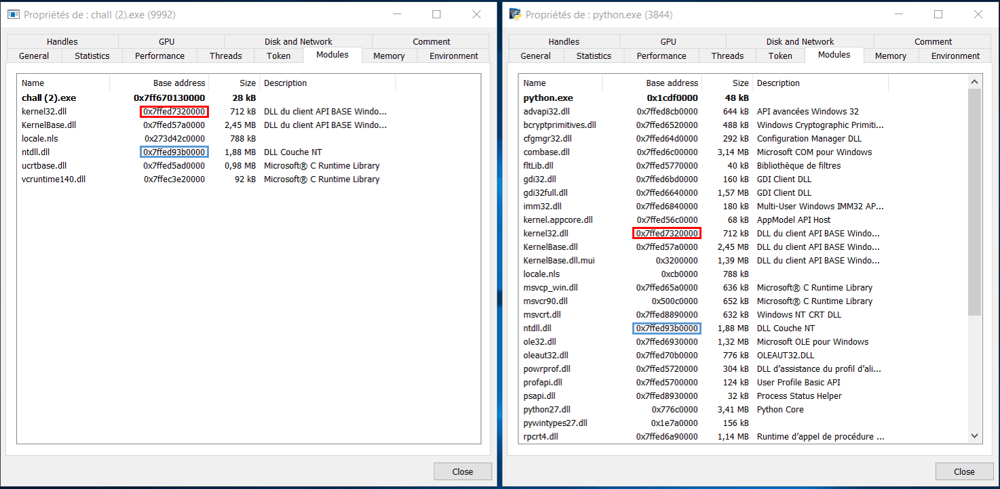 Propriétés de : chall (2).exe (9992)
Handles GPU Disk and Network Comment
General Statistics Performance Threads Token Modules Memory Environment
Name Base address Size Description
chall (2).exe 0x7ff670130000 28 kB
kernel32.dll 0x7ffed7320000 712 kB DLL du client API BASE Windo...
KernelBase.dll 0x7ffed57a0000 2,45 MB DLL du client API BASE Windo...
locale.nls 0x273d42c0000 788 kB
ntdll.dll 0x7ffed93b0000 1,88 MB DLL Couche NT
ucrtbase.dll 0x7ffed5ad0000 0,98 MB Microsoft® C Runtime Library
vcruntime140.dll 0x7ffec3e20000 92 kB Microsoft® C Runtime Library
Close
Propriétés de : python.exe (3844)
Handles GPU Disk and Network Comment
General Statistics Performance Threads Token Modules Memory Environment
Name Base address Size Description
python.exe 0x1cdf0000 48 kB
advapi32.dll 0x7ffed8cb0000 644 kB API avancées Windows 32
bcryptprimitives.dll 0x7ffed6520000 488 kB Windows Cryptographic Primiti...
cfgmgr32.dll 0x7ffed64d0000 292 kB Configuration Manager DLL
combase.dll 0x7ffed6c00000 3,14 MB Microsoft COM pour Windows
fltLib.dll 0x7ffed5770000 40 kB Bibliothèque de filtres
gdi32.dll 0x7ffed6bd0000 160 kB GDI Client DLL
gdi32full.dll 0x7ffed6640000 1,57 MB GDI Client DLL
imm32.dll 0x7ffed6840000 180 kB Multi-User Windows IMM32 AP...
kernel.appcore.dll 0x7ffed56c0000 68 kB AppModel API Host
kernel32.dll 0x7ffed7320000 712 kB DLL du client API BASE Windo...
KernelBase.dll 0x7ffed57a0000 2,45 MB DLL du client API BASE Windo...
KernelBase.dll.mui 0x3200000 1,39 MB DLL du client API BASE Windo...
locale.nls 0xcb0000 788 kB
msvcp_win.dll 0x7ffed65a0000 636 kB Microsoft® C Runtime Library
msvcr90.dll 0x500c0000 652 kB Microsoft® C Runtime Library
msvcrt.dll 0x7ffed8890000 632 kB Windows NT CRT DLL
ntdll.dll 0x7ffed93b0000 1,88 MB DLL Couche NT
ole32.dll 0x7ffed6930000 1,32 MB Microsoft OLE pour Windows
oleaut32.dll 0x7ffed70b0000 776 kB OLEAUT32.DLL
powrprof.dll 0x7ffed5720000 304 kB DLL d’assistance du profil d’ali...
profapi.dll 0x7ffed5700000 124 kB User Profile Basic API
psapi.dll 0x7ffed8930000 32 kB Process Status Helper
python27.dll 0x776c0000 3,41 MB Python Core
pywintypes27.dll 0x1e7a0000 156 kB
rpcrt4.dll 0x7ffed6a90000 1,14 MB Runtime d’appel de procédure ...
Close